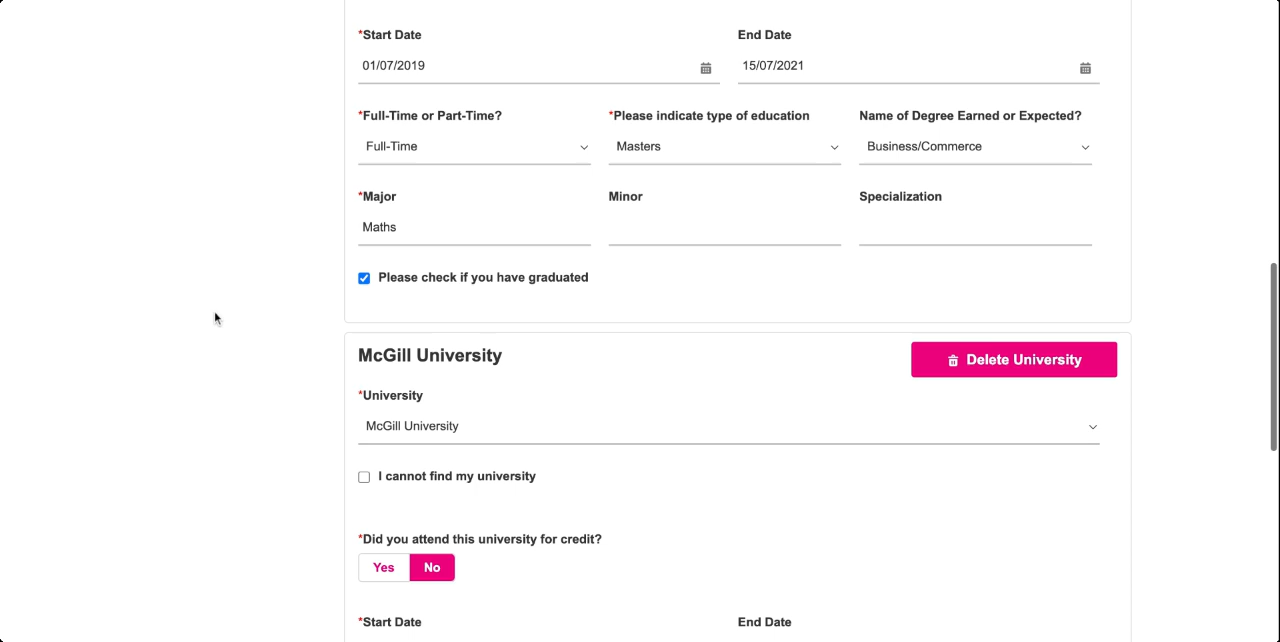 *Start Date End Date
01/07/2019 15/07/2021
*Full-Time or Part-Time? *Please indicate type of education Name of Degree Earned or Expected?
Full-Time Masters Business/Commerce
*Major Minor Specialization
Maths
Please check if you have graduated
McGill University Delete University
*University
McGill University
I cannot find my university
*Did you attend this university for credit?
Yes No
*Start Date End Date